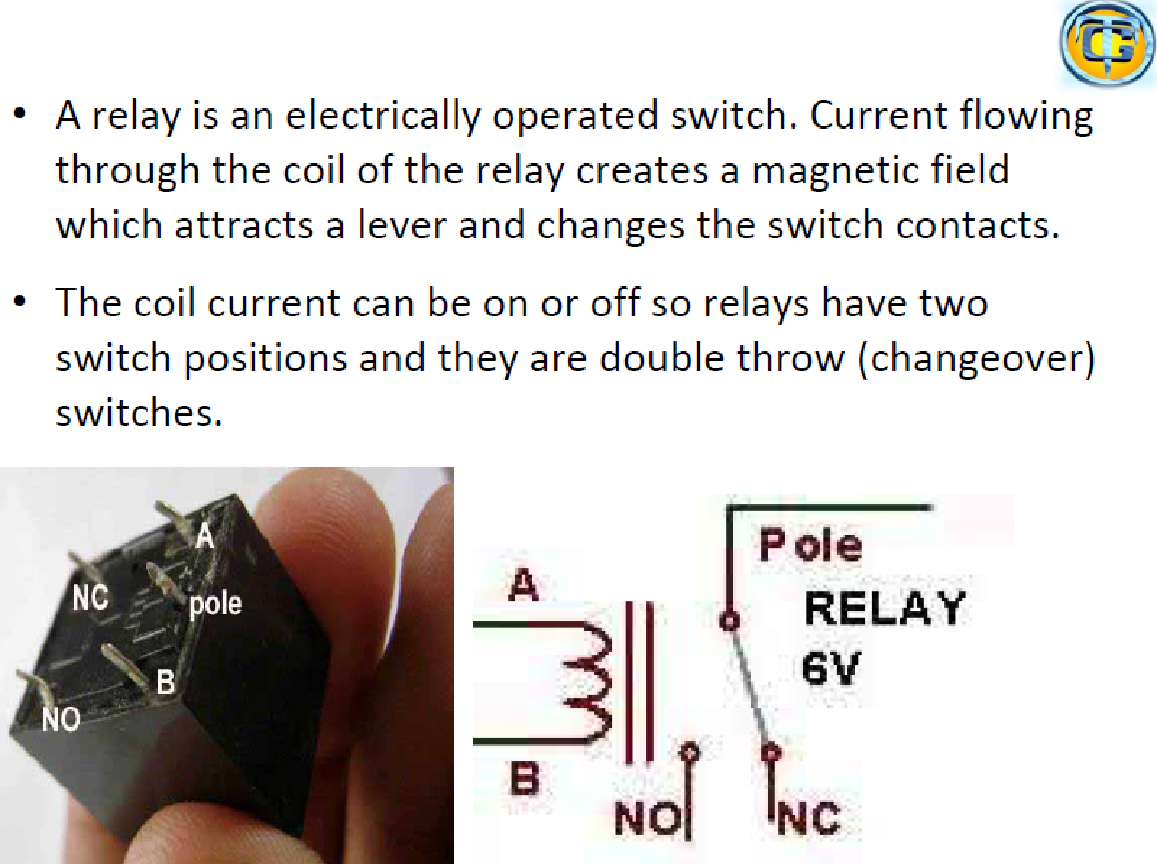 • A relay is an electrically operated switch. Current flowing
through the coil of the relay creates a magnetic field
which attracts a lever and changes the switch contacts.
• The coil current can be on or off so relays have two
switch positions and they are double throw (changeover)
switches.
A
NC
pole
B
NO
Pole
A
RELAY
6V
B
NO
NC